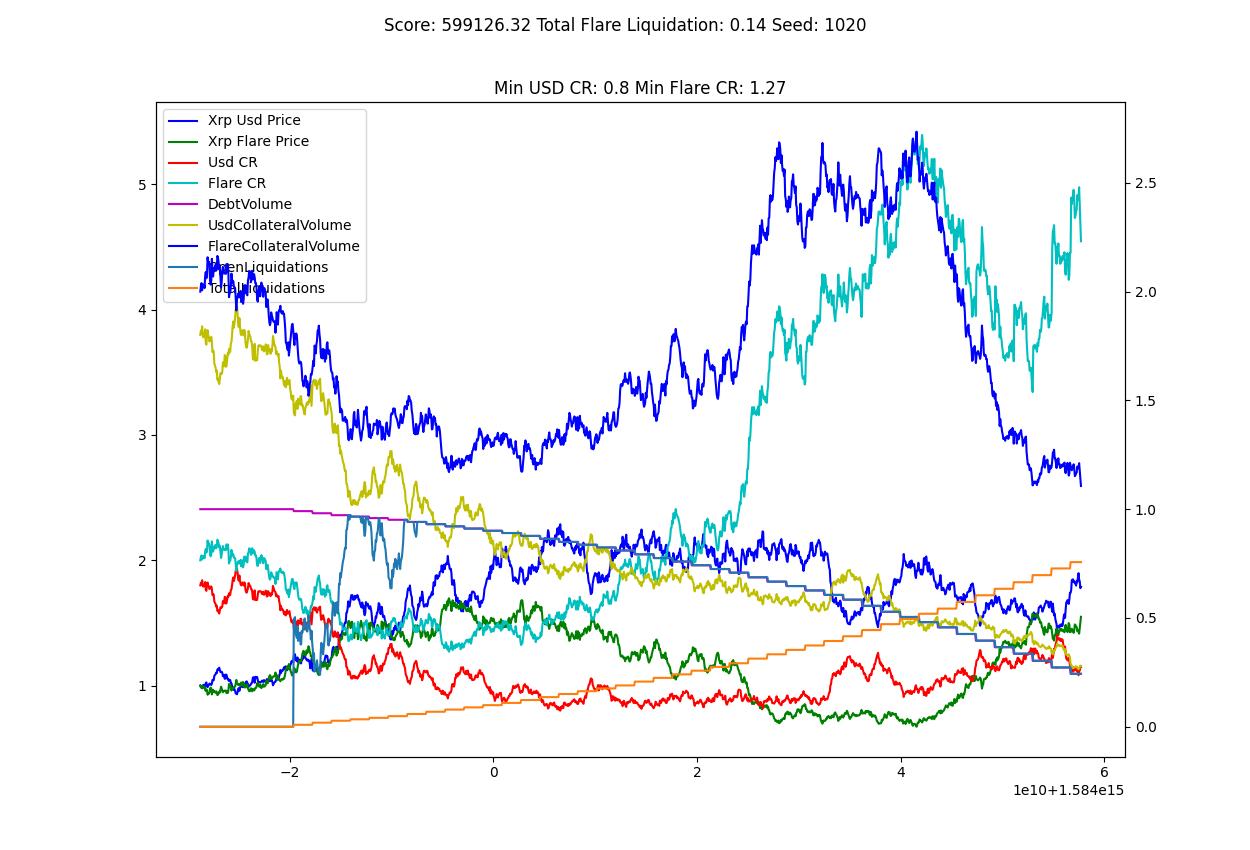 Score: 599126.32 Total Flare Liquidation: 0.14 Seed: 1020
Min USD CR: 0.8 Min Flare CR: 1.27
Xrp Usd Price
Xrp Flare Price
Usd CR
Flare CR
DebtVolume
UsdCollateralVolume
FlareCollateralVolume
OpenLiquidations
TotalLiquidations
5
4
3
2
1
2.5
2.0
1.5
1.0
0.5
0.0
−2 0 2 4 6
1e10+1.584e15